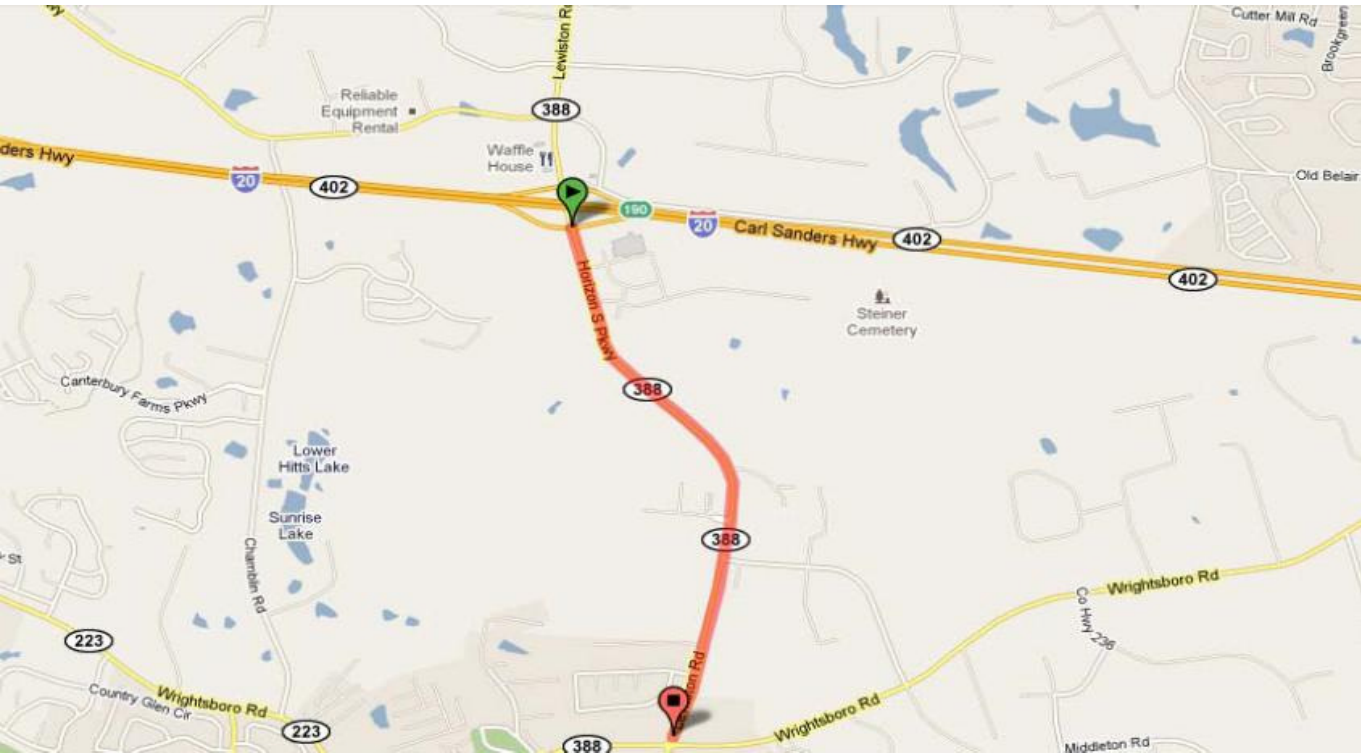 Cutter Mill Rd
Brookgreen
Lewiston Rd
Reliable
Equipment
Rental
388
Waffle
House
ders Hwy
20
402
190
20
Carl Sanders Hwy
402
402
Old Belair
Horizon S Pkwy
Steiner
Cemetery
388
Canterbury Farms Pkwy
Lower
Hitts Lake
Sunrise
Lake
388
St
Chamblin Rd
Wrightsboro Rd
Co Hwy 236
223
Country Glen Cir
Wrightsboro Rd
223
Rd
Wrightsboro Rd
388
Middleton Rd